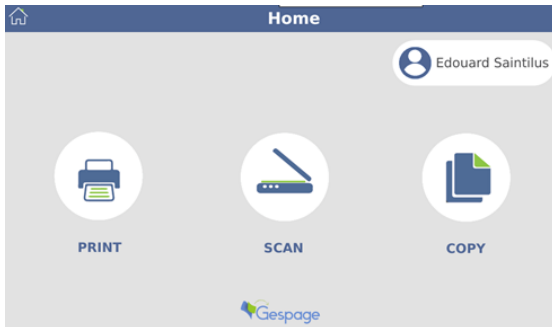 Home
Edouard Saintilus
PRINT
SCAN
COPY
Gespage